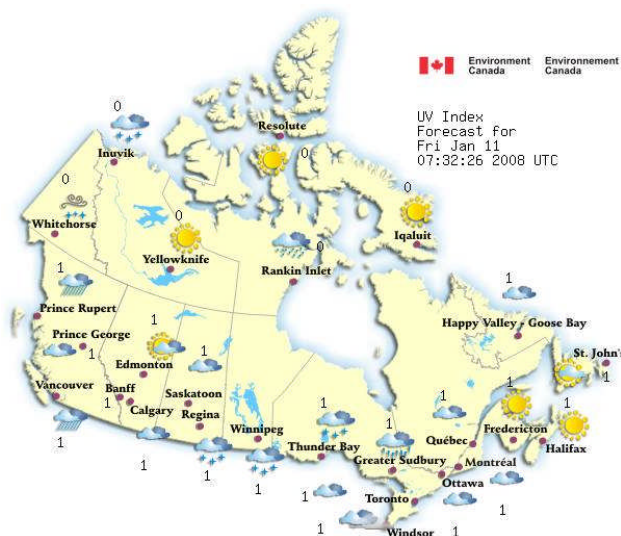 Environment Canada
Environnement Canada
UV Index
Forecast for
Fri Jan 11
07:32:26 2008 UTC
0
Resolute
Inuvik
0
0
0
Whitehorse
0
Iqaluit
Yellowknife
0
Rankin Inlet
1
1
Prince Rupert
Happy Valley - Goose Bay
1
Prince George
1
Edmonton
1
St. John's
1
Vancouver
Banff
1
Calgary
Saskatoon
Regina
1
1
1
1
Winnipeg
1
Fredericton
Thunder Bay
Québec
Halifax
1
1
1
1
1
Greater Sudbury
Montréal
Ottawa
1
1
Toronto
1
1
Windsor
1